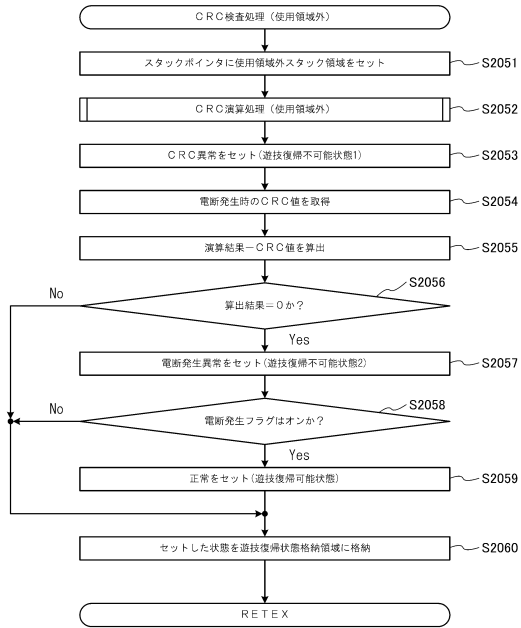 ＣＲＣ検査処理（使用領域外）
スタックポインタに使用領域外スタック領域をセット
S2051
ＣＲＣ演算処理（使用領域外）
S2052
ＣＲＣ異常をセット(遊技復帰不可能状態1)
S2053
電断発生時のＣＲＣ値を取得
S2054
演算結果－ＣＲＣ値を算出
S2055
S2056
No
算出結果＝０か？
Yes
電断発生異常をセット(遊技復帰不可能状態2)
S2057
S2058
No
電断発生フラグはオンか？
Yes
正常をセット(遊技復帰可能状態)
S2059
セットした状態を遊技復帰状態格納領域に格納
S2060
ＲＥＴＥＸ